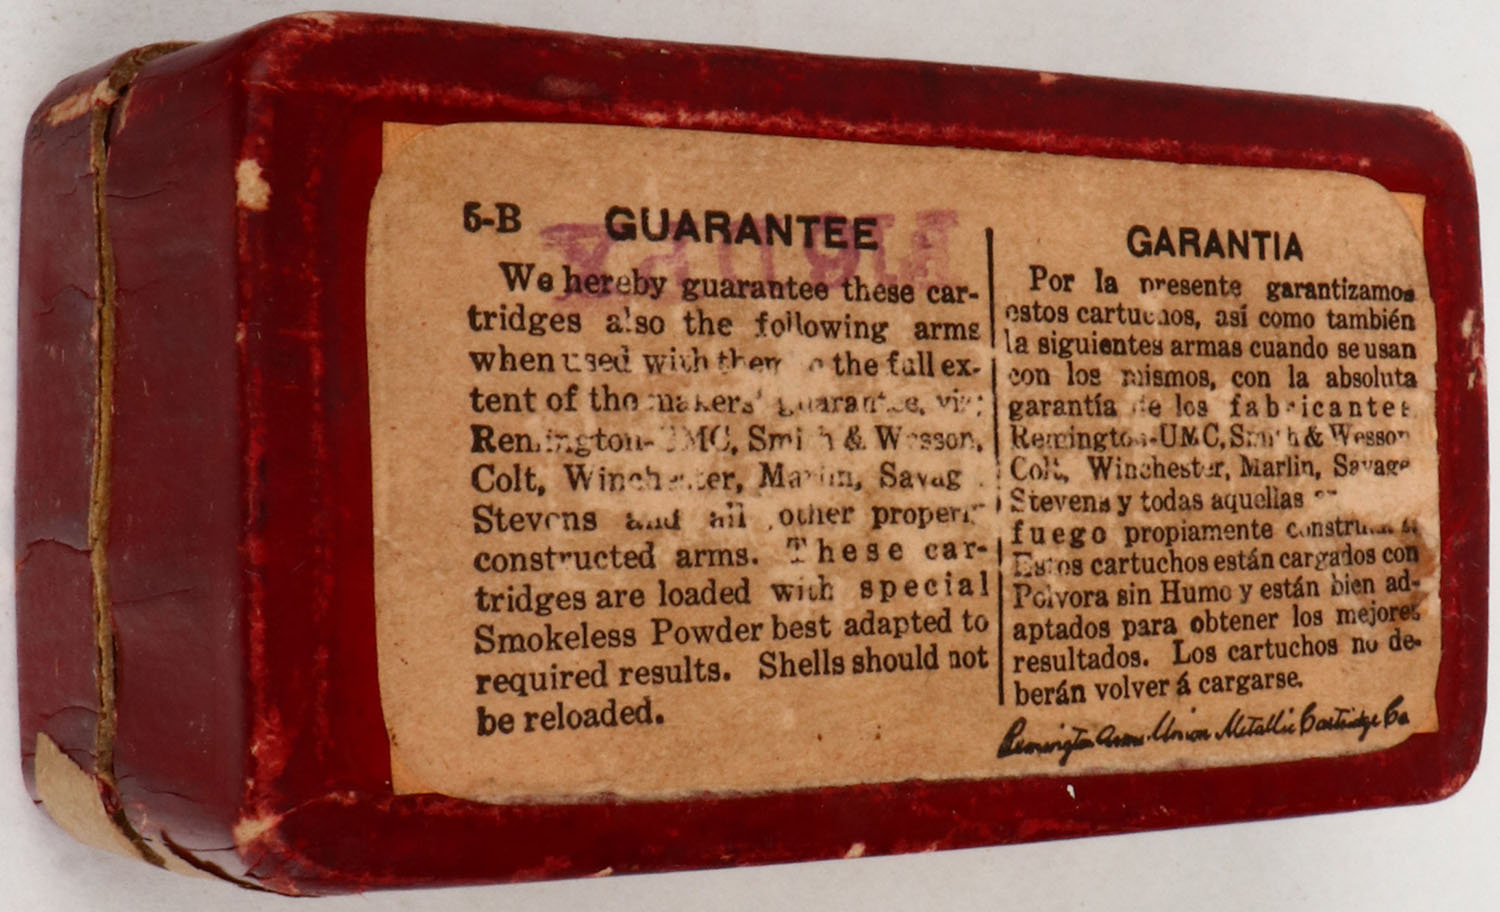 5-B GUARANTEE
We hereby guarantee these car-
tridges also the following arms
when used with them the full ex-
tent of the makers' guarantee, viz:
Remington-UMC, Smith & Wesson,
Colt, Winchester, Marlin, Savag
Stevens and all other properly
constructed arms. These car-
tridges are loaded with special
Smokeless Powder best adapted to
required results. Shells should not
be reloaded.
GARANTIA
Por la presente garantizamos
estos cartuchos, así como también
la siguientes armas cuando se usan
con los mismos, con la absoluta
garantía de los fabricantes
Remington-UMC, Smith & Wesson
Colt, Winchester, Marlin, Savage
Stevens y todas aquellas
fuego propiamente
Estos cartuchos están cargados con
Polvora sin Humo y están bien ad-
aptados para obtener los mejores
resultados. Los cartuchos no de-
berán volver á cargarse.
Remington Arms Union Metallic Cartridge Co